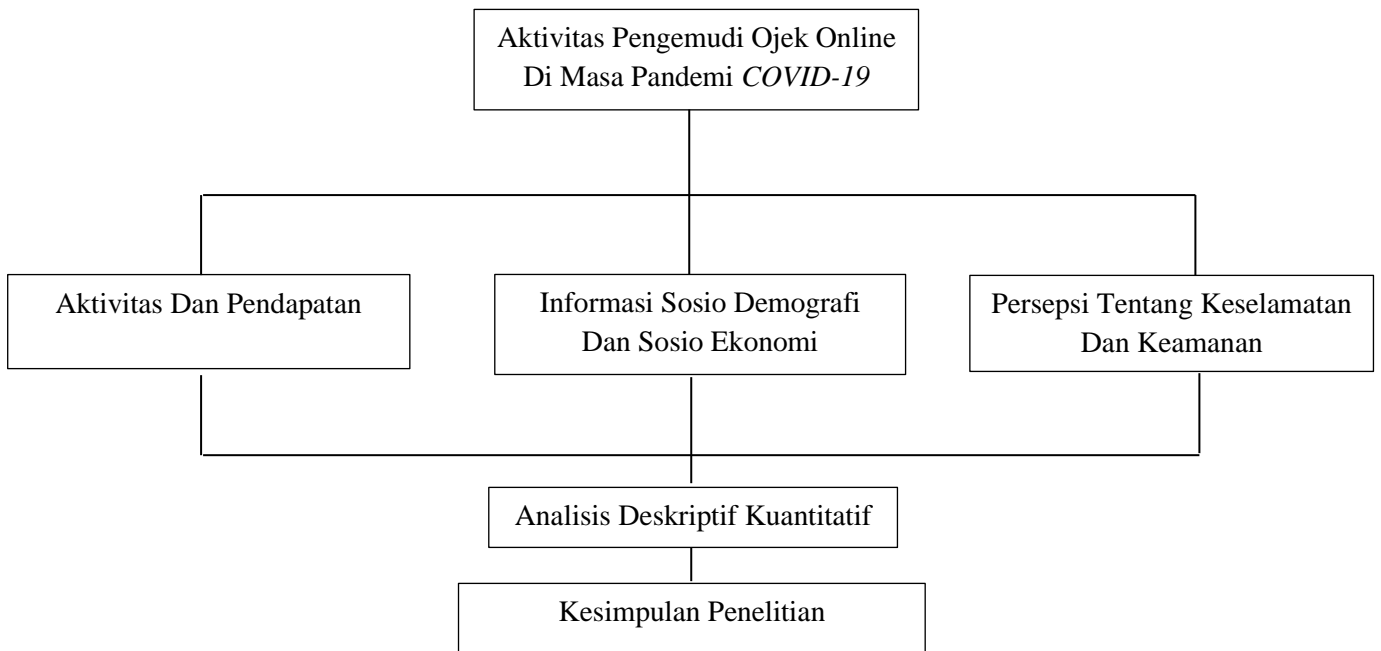 Aktivitas Pengemudi Ojek Online
Di Masa Pandemi COVID-19
Aktivitas Dan Pendapatan
Informasi Sosio Demografi
Dan Sosio Ekonomi
Persepsi Tentang Keselamatan
Dan Keamanan
Analisis Deskriptif Kuantitatif
Kesimpulan Penelitian